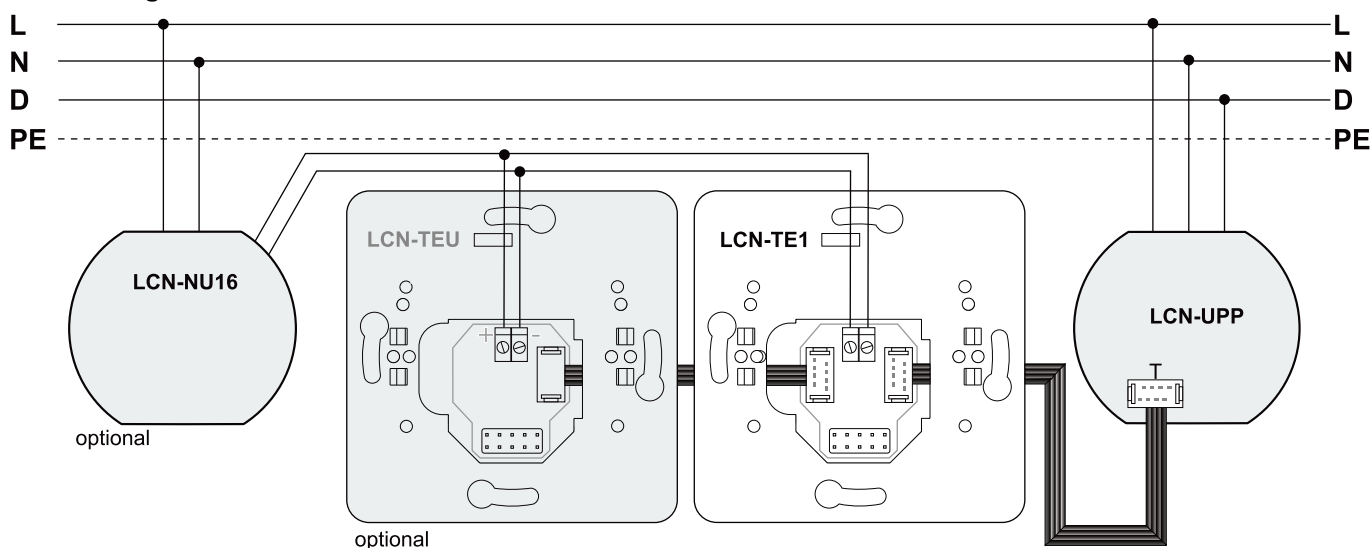 L L
N N
D D
PE PE
LCN-TEU LCN-TE1
LCN-NU16
LCN-UPP
+ -
T
optional
optional